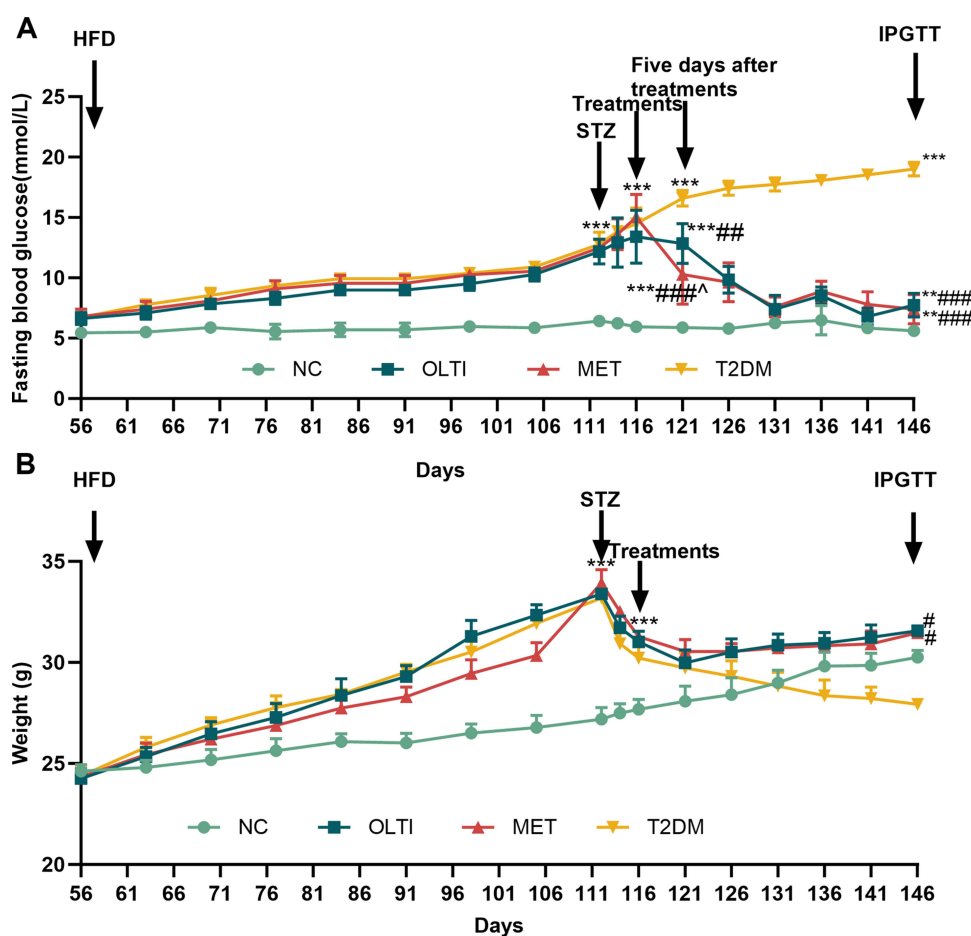 A
HFD
IPGTT
Five days after
treatments
Treatments
STZ
Fasting blood glucose(mmol/L)
25
20
15
10
5
0
***
***
***
***
***##
***###^
**###
**###
NC
OLTI
MET
T2DM
56 61 66 71 76 81 86 91 96 101 106 111 116 121 126 131 136 141 146
Days
B
HFD
STZ
IPGTT
Treatments
Weight (g)
35
30
25
20
***
***
#
#
NC
OLTI
MET
T2DM
56 61 66 71 76 81 86 91 96 101 106 111 116 121 126 131 136 141 146
Days